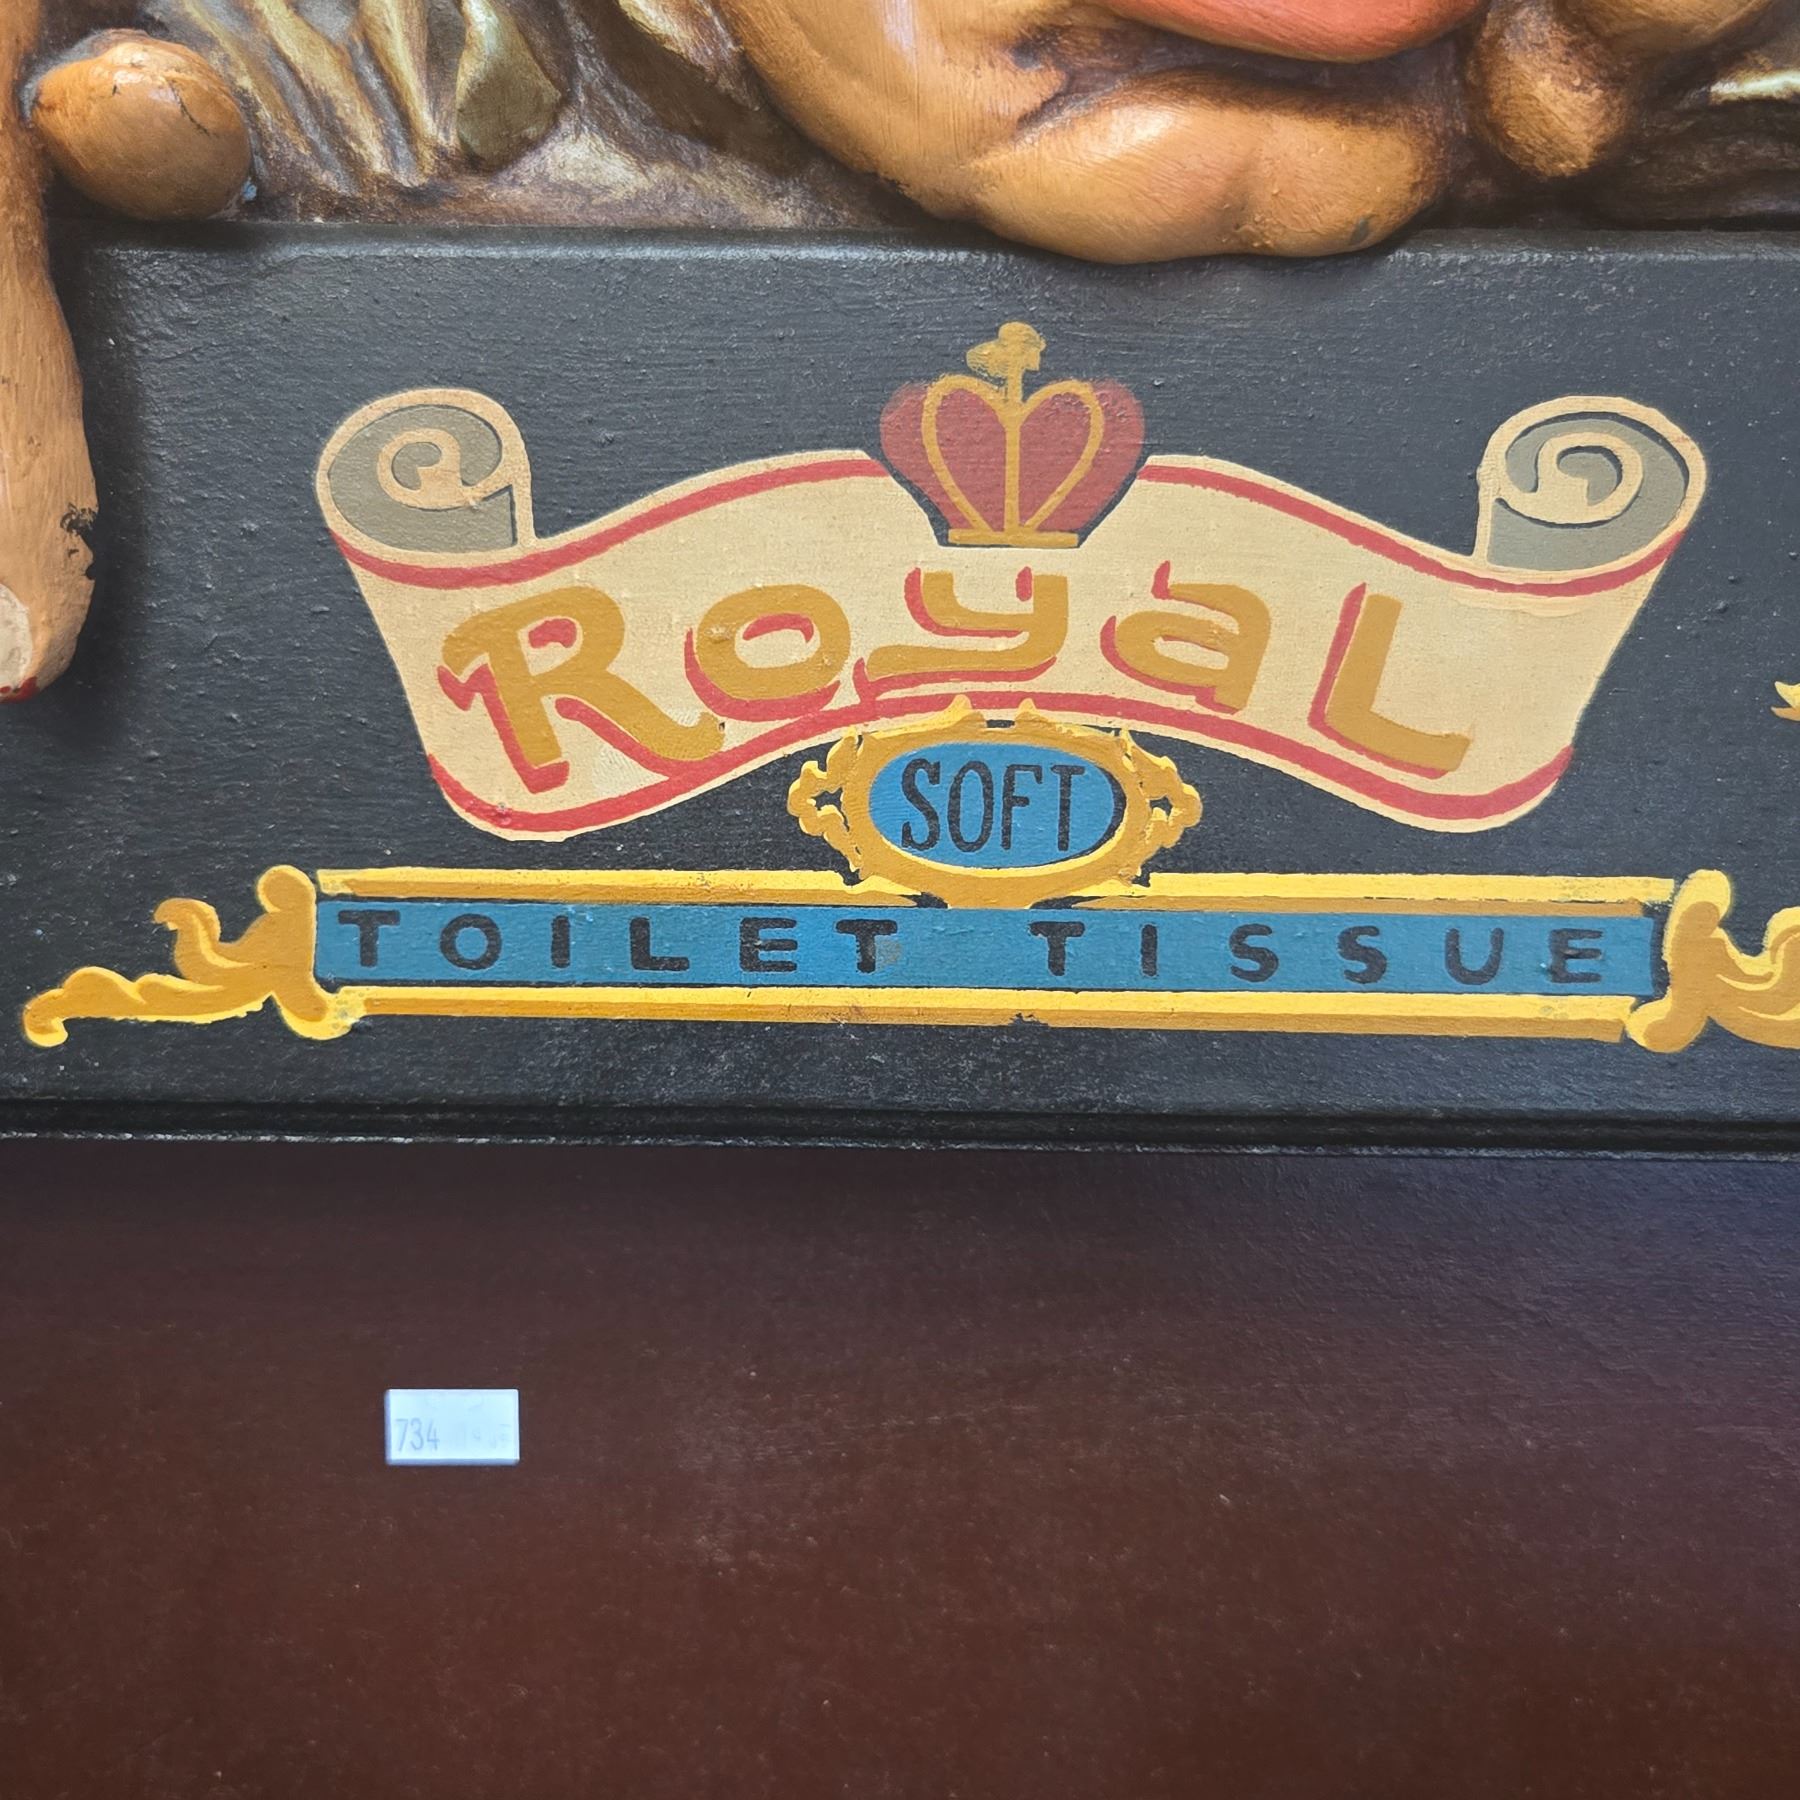 Royal
SOFT
TOILET TISSUE
734